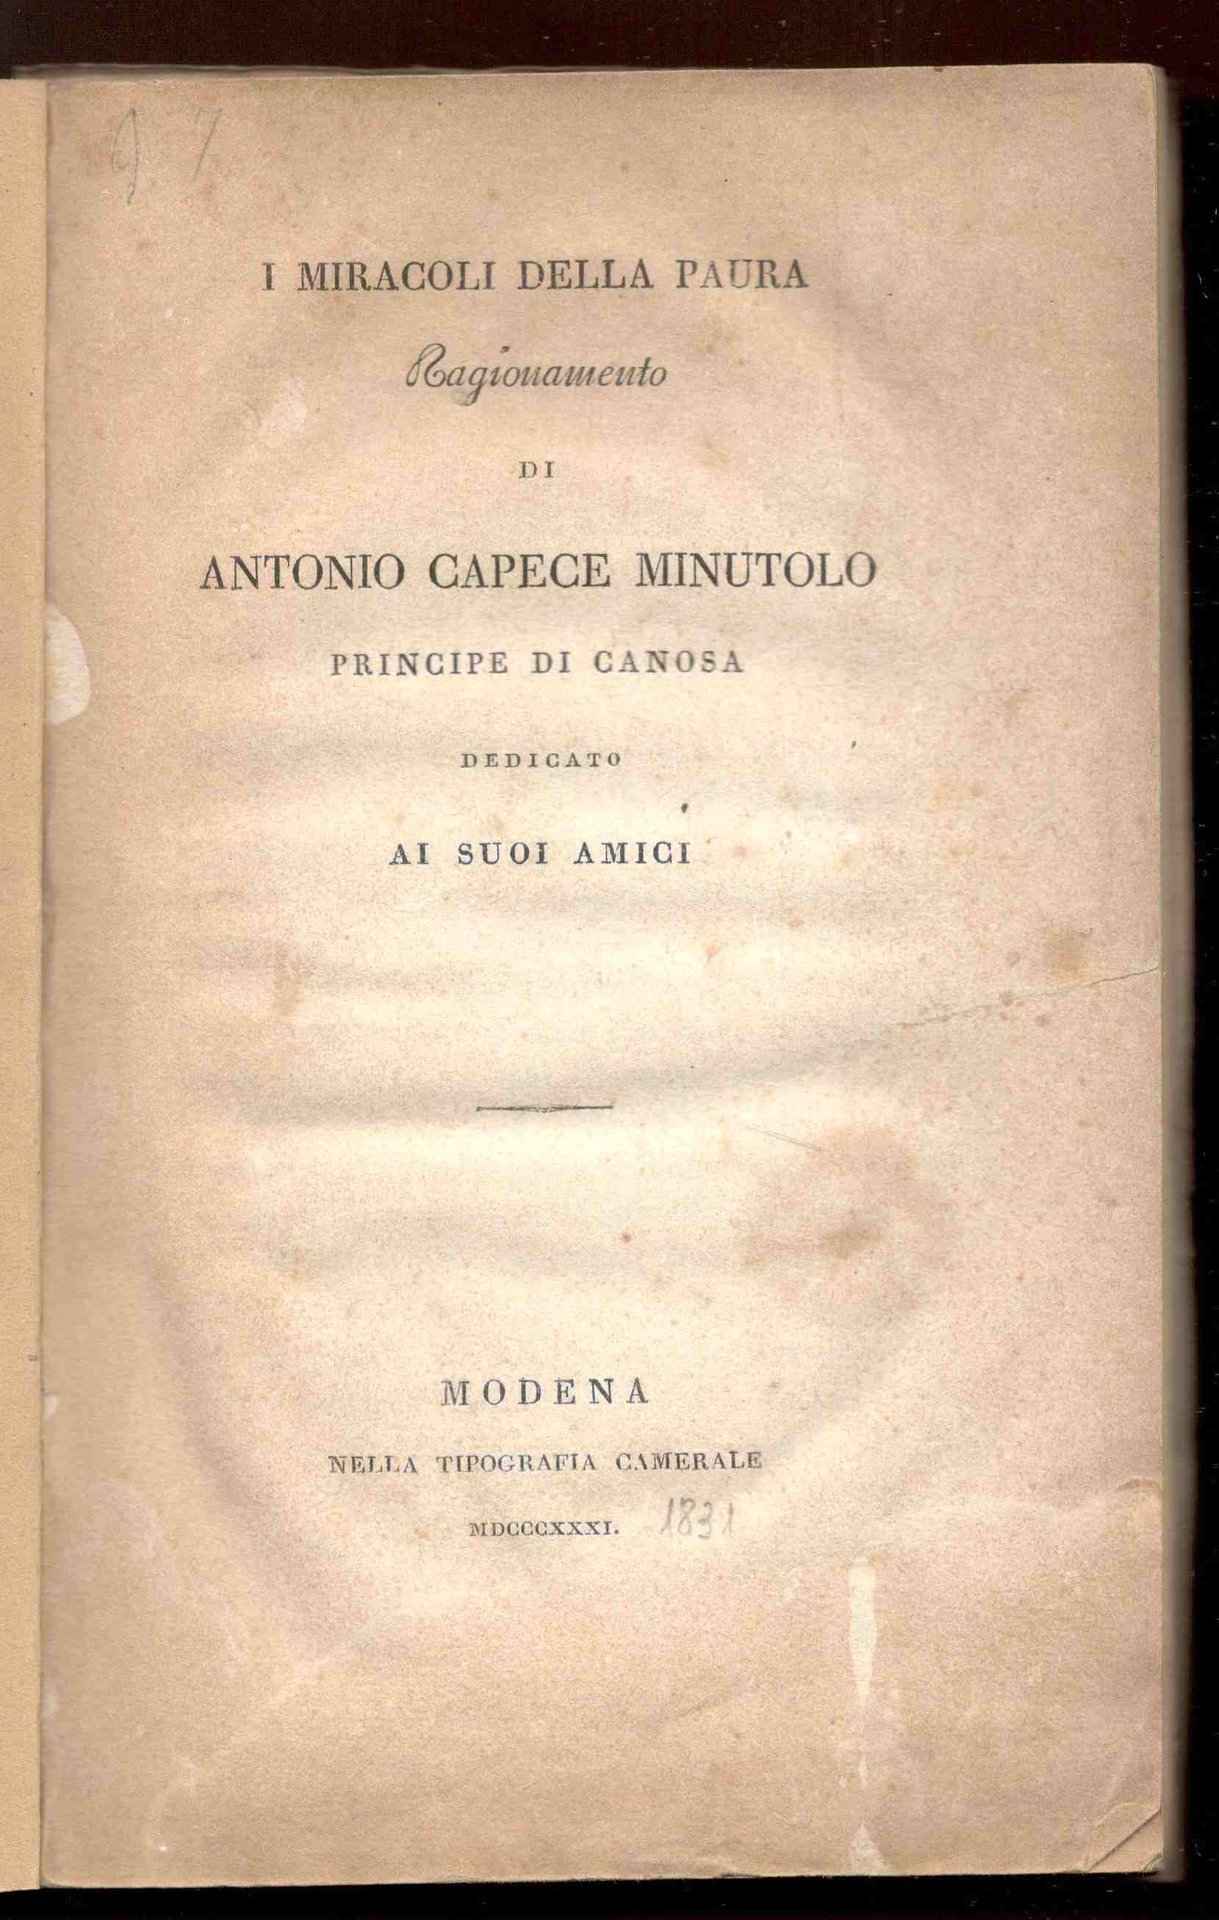 I MIRACOLI DELLA PAURA
Ragionamento
DI
ANTONIO CAPECE MINUTOLO
PRINCIPE DI CANOSA
DEDICATO
AI SUOI AMICI
MODENA
NELLA TIPOGRAFIA CAMERALE
MDCCCXXXI. 1831